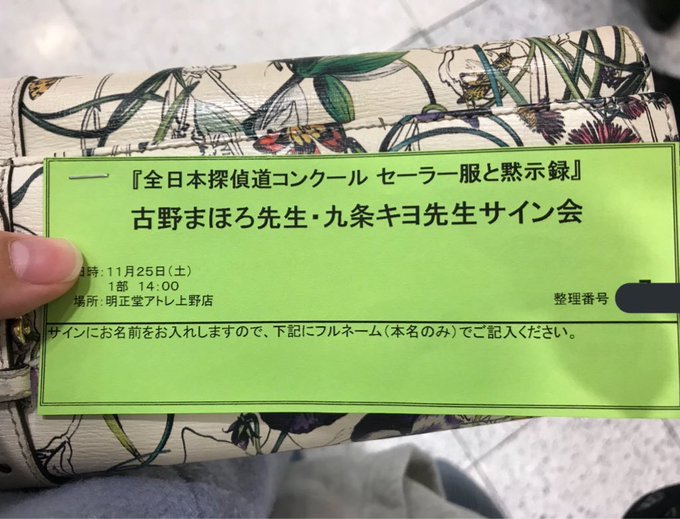 『全日本探偵道コンクール セーラー服と黙示録』
古野まほろ先生・九条キヨ先生サイン会
日時：11月25日（土）
1部 14:00
場所：明正堂アトレ上野店
整理番号
サインにお名前をお入れしますので、下記にフルネーム（本名のみ）でご記入ください。